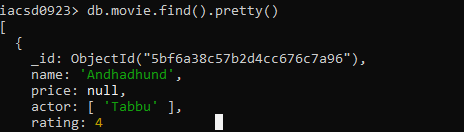 iacsd0923> db.movie.find().pretty()
[
  {
    _id: ObjectId("5bf6a38c57b2d4cc676c7a96"),
    name: 'Andhadhund',
    price: null,
    actor: [ 'Tabbu' ],
    rating: 4